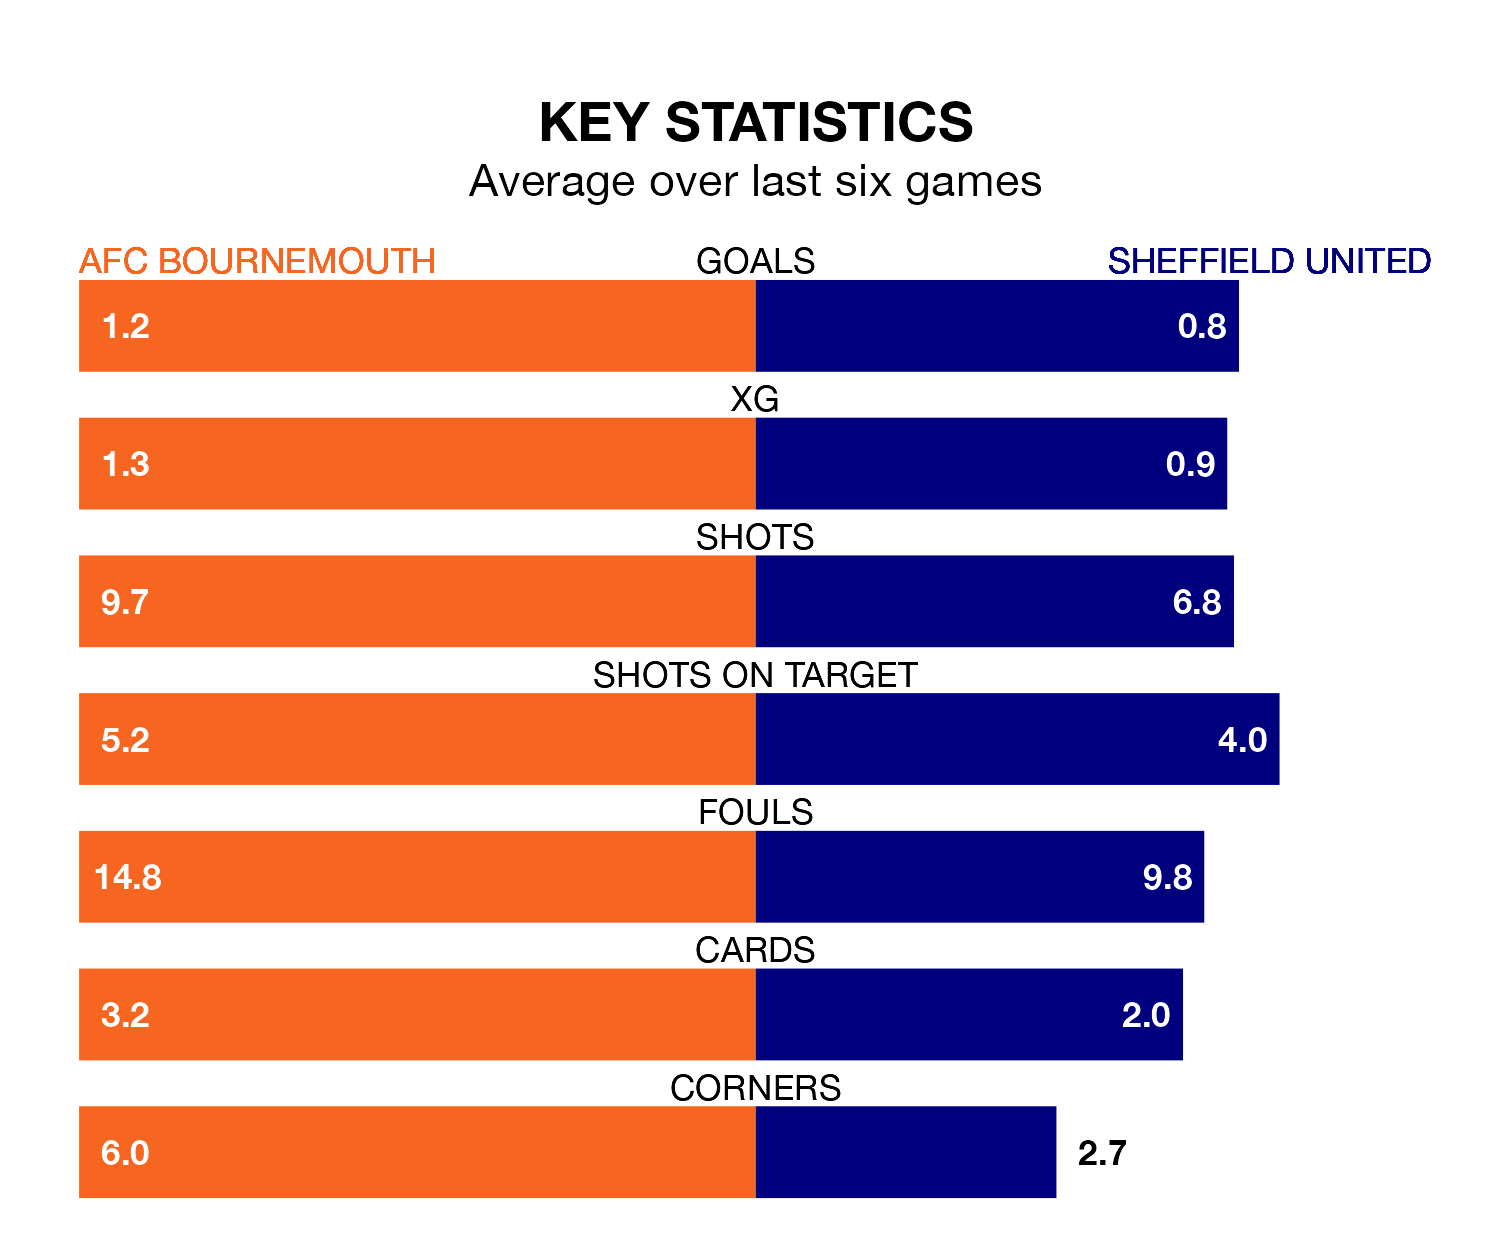 KEY STATISTICS
Average over last six games
AFC BOURNEMOUTH GOALS SHEFFIELD UNITED
1.2 0.8
XG
1.3 0.9
SHOTS
9.7 6.8
SHOTS ON TARGET
5.2 4.0
FOULS
14.8 9.8
CARDS
3.2 2.0
CORNERS
6.0 2.7